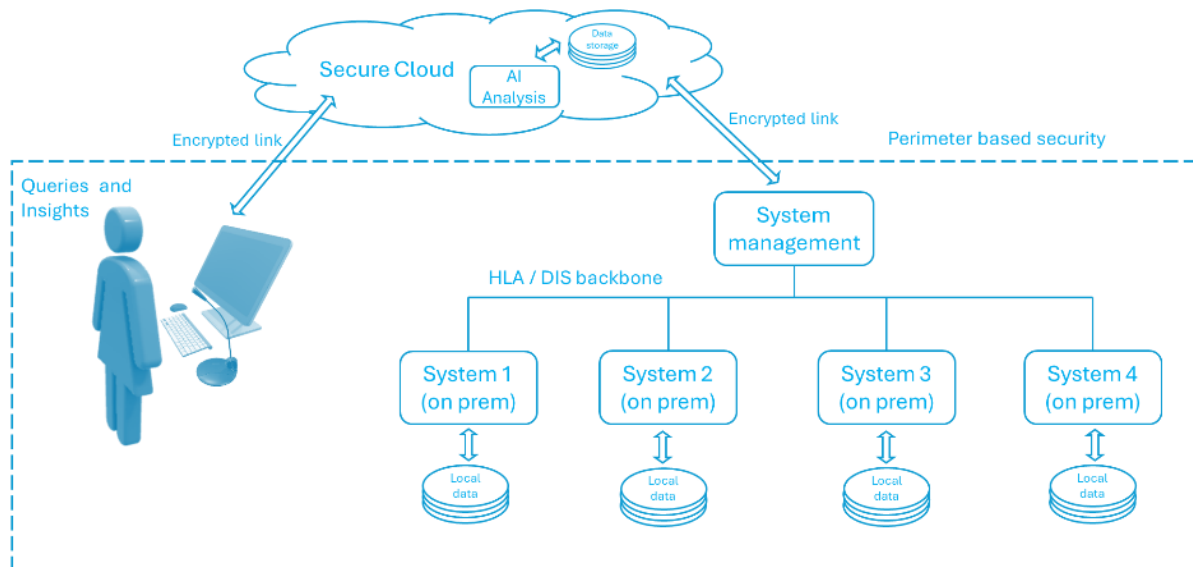 Data
storage
Secure Cloud
AI
Analysis
Encrypted link
Encrypted link
Perimeter based security
Queries and
Insights
System
management
HLA / DIS backbone
System 1
(on prem)
System 2
(on prem)
System 3
(on prem)
System 4
(on prem)
Local
data
Local
data
Local
data
Local
data